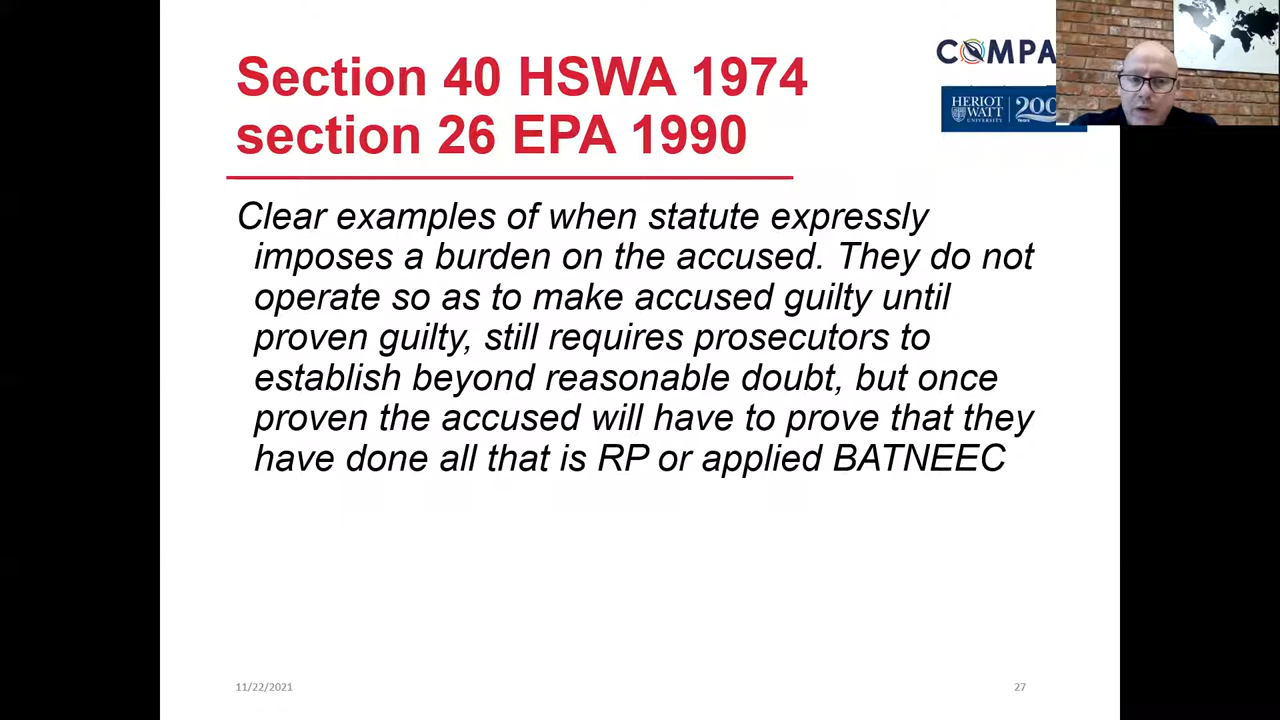 Section 40 HSWA 1974
section 26 EPA 1990
COMPA
HERIOT
WATT
UNIVERSITY
200
Years
Clear examples of when statute expressly
imposes a burden on the accused. They do not
operate so as to make accused guilty until
proven guilty, still requires prosecutors to
establish beyond reasonable doubt, but once
proven the accused will have to prove that they
have done all that is RP or applied BATNEEC
11/22/2021
27